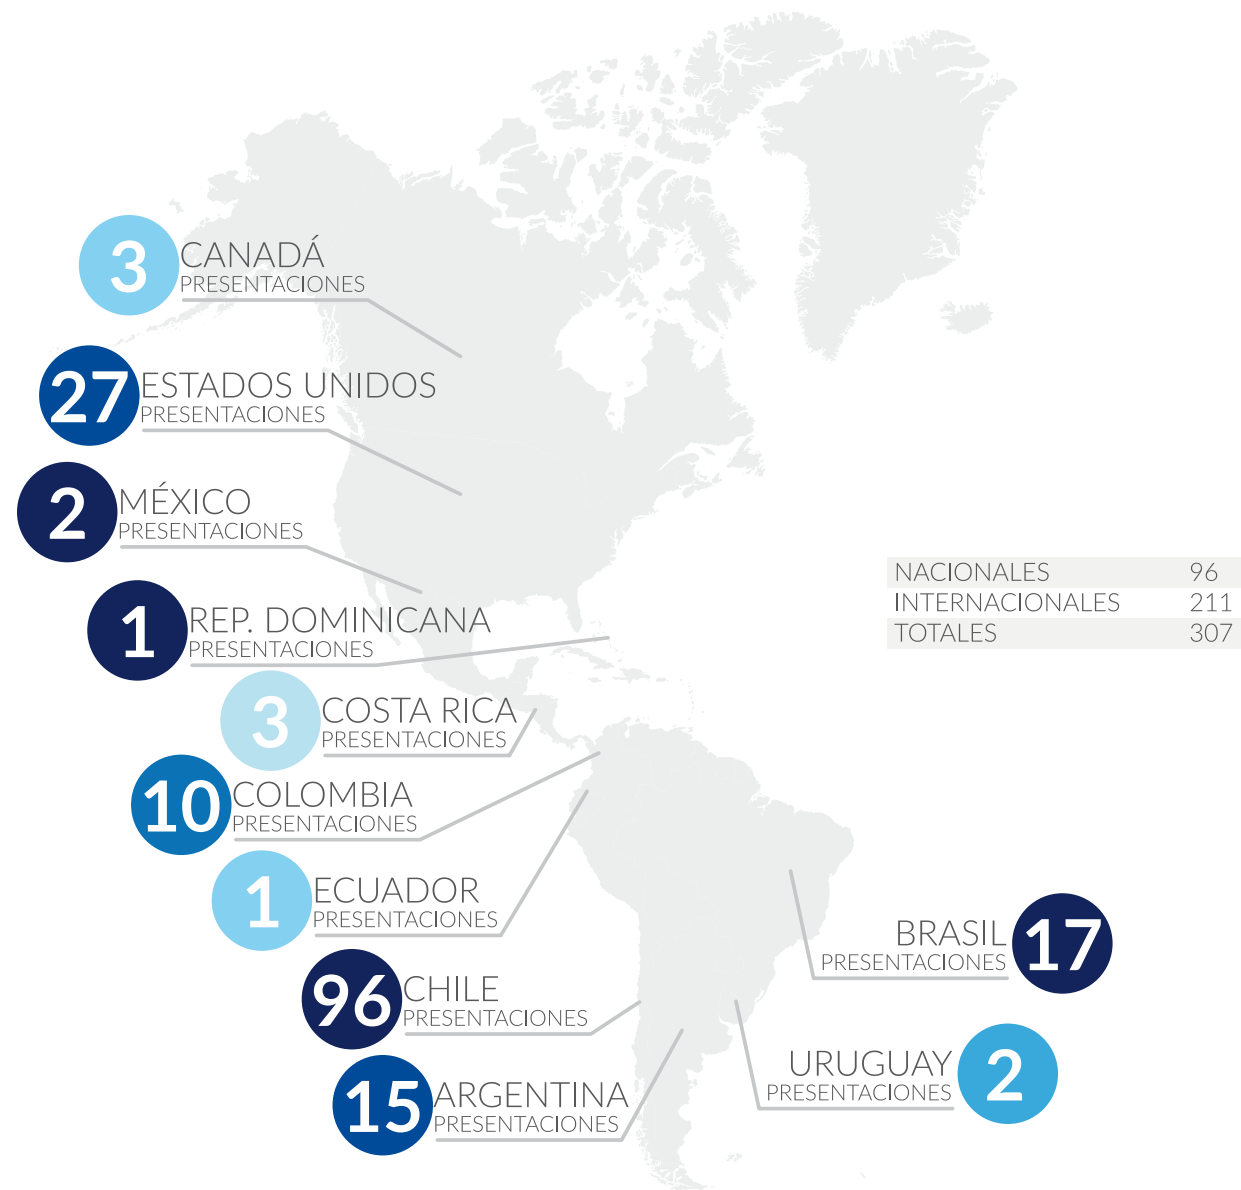 3 CANADÁ
PRESENTACIONES
27 ESTADOS UNIDOS
PRESENTACIONES
2 MÉXICO
PRESENTACIONES
1 REP. DOMINICANA
PRESENTACIONES
3 COSTA RICA
PRESENTACIONES
10 COLOMBIA
PRESENTACIONES
1 ECUADOR
PRESENTACIONES
96 CHILE
PRESENTACIONES
15 ARGENTINA
PRESENTACIONES
NACIONALES 96
INTERNACIONALES 211
TOTALES 307
BRASIL 17
PRESENTACIONES
URUGUAY 2
PRESENTACIONES